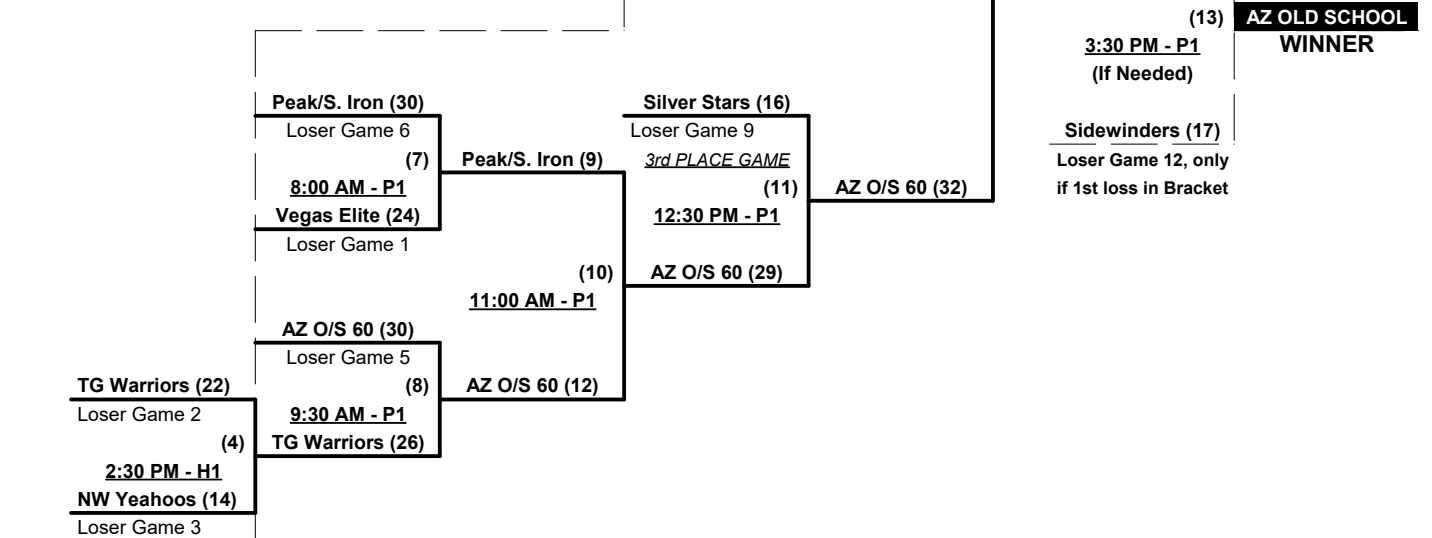 (13) AZ OLD SCHOOL
3:30 PM - P1 WINNER
(If Needed)
Peak/S. Iron (30) Silver Stars (16)
Loser Game 6 Loser Game 9 Sidewinders (17)
(7) Peak/S. Iron (9) 3rd PLACE GAME Loser Game 12, only
8:00 AM - P1 (11) AZ O/S 60 (32) if 1st loss in Bracket
Vegas Elite (24) 12:30 PM - P1
Loser Game 1
(10) AZ O/S 60 (29)
11:00 AM - P1
AZ O/S 60 (30)
Loser Game 5
TG Warriors (22) (8) AZ O/S 60 (12)
Loser Game 2 9:30 AM - P1
(4) TG Warriors (26)
2:30 PM - H1
NW Yeahoos (14)
Loser Game 3